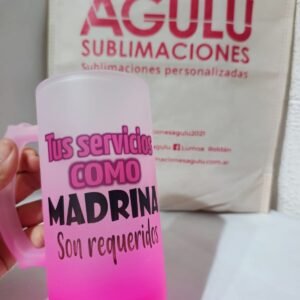 AGULU
SUBLIMACIONES
Sublimaciones personalizadas
Tus servicios
COMO
MADRINA
Son requeridos